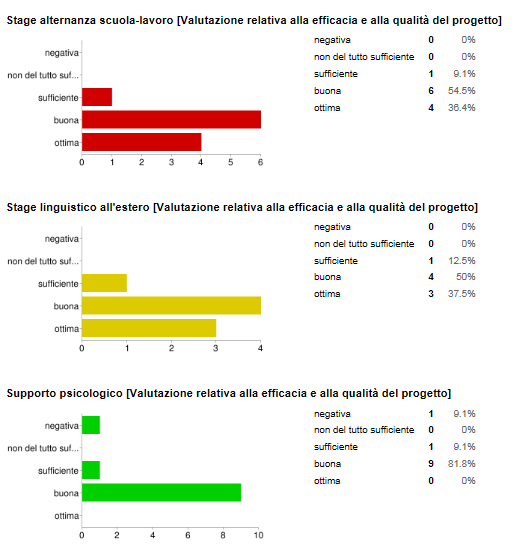 Stage alternanza scuola-lavoro [Valutazione relativa alla efficacia e alla qualità del progetto]
negativa
non del tutto suf...
sufficiente
buona
ottima
0 1 2 3 4 5 6
negativa 0 0%
non del tutto sufficiente 0 0%
sufficiente 1 9.1%
buona 6 54.5%
ottima 4 36.4%
Stage linguistico all'estero [Valutazione relativa alla efficacia e alla qualità del progetto]
negativa
non del tutto suf...
sufficiente
buona
ottima
0 1 2 3 4
negativa 0 0%
non del tutto sufficiente 0 0%
sufficiente 1 12.5%
buona 4 50%
ottima 3 37.5%
Supporto psicologico [Valutazione relativa alla efficacia e alla qualità del progetto]
negativa
non del tutto suf...
sufficiente
buona
ottima
0 2 4 6 8 10
negativa 1 9.1%
non del tutto sufficiente 0 0%
sufficiente 1 9.1%
buona 9 81.8%
ottima 0 0%